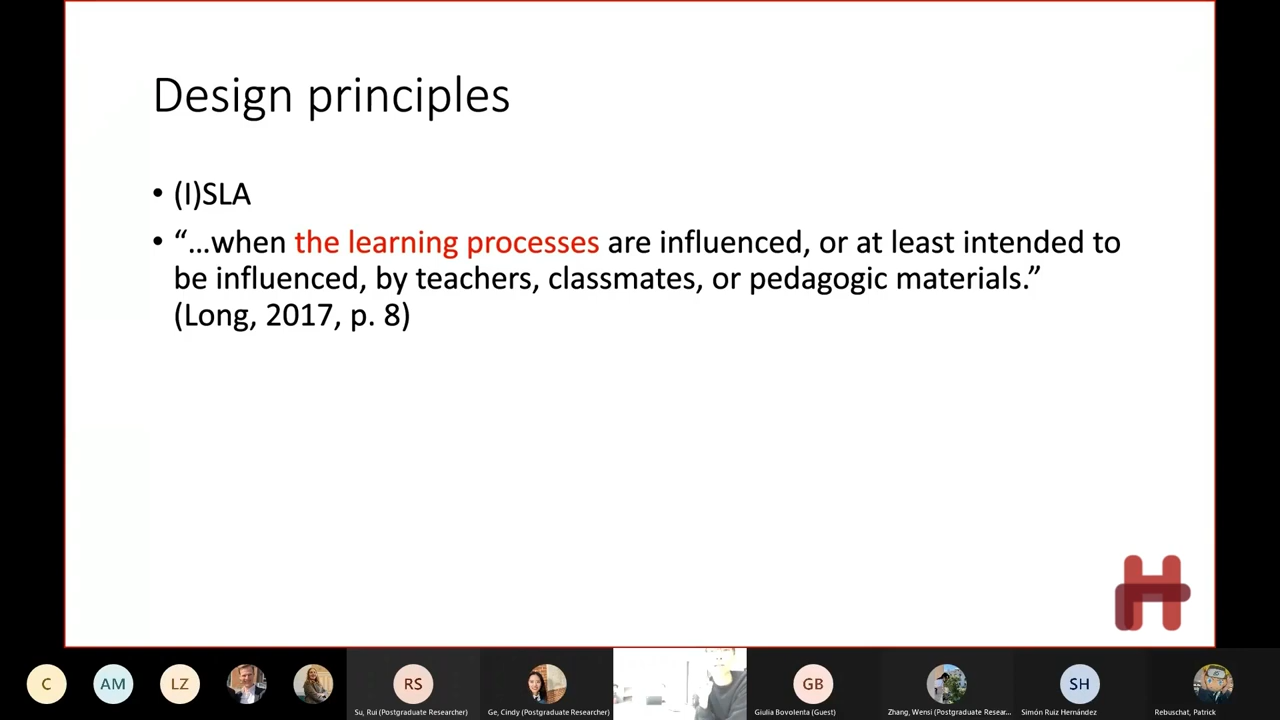 Design principles
• (I)SLA
• “…when the learning processes are influenced, or at least intended to
be influenced, by teachers, classmates, or pedagogic materials.”
(Long, 2017, p. 8)
H
C
AM
LZ
RS
GB
SH
Su, Rui (Postgraduate Researcher)
Ge, Cindy (Postgraduate Researcher)
Giulia Bovolenta (Guest)
Zhang, Wensi (Postgraduate Resear...
Simón Ruiz Hernández
Rebuschat, Patrick